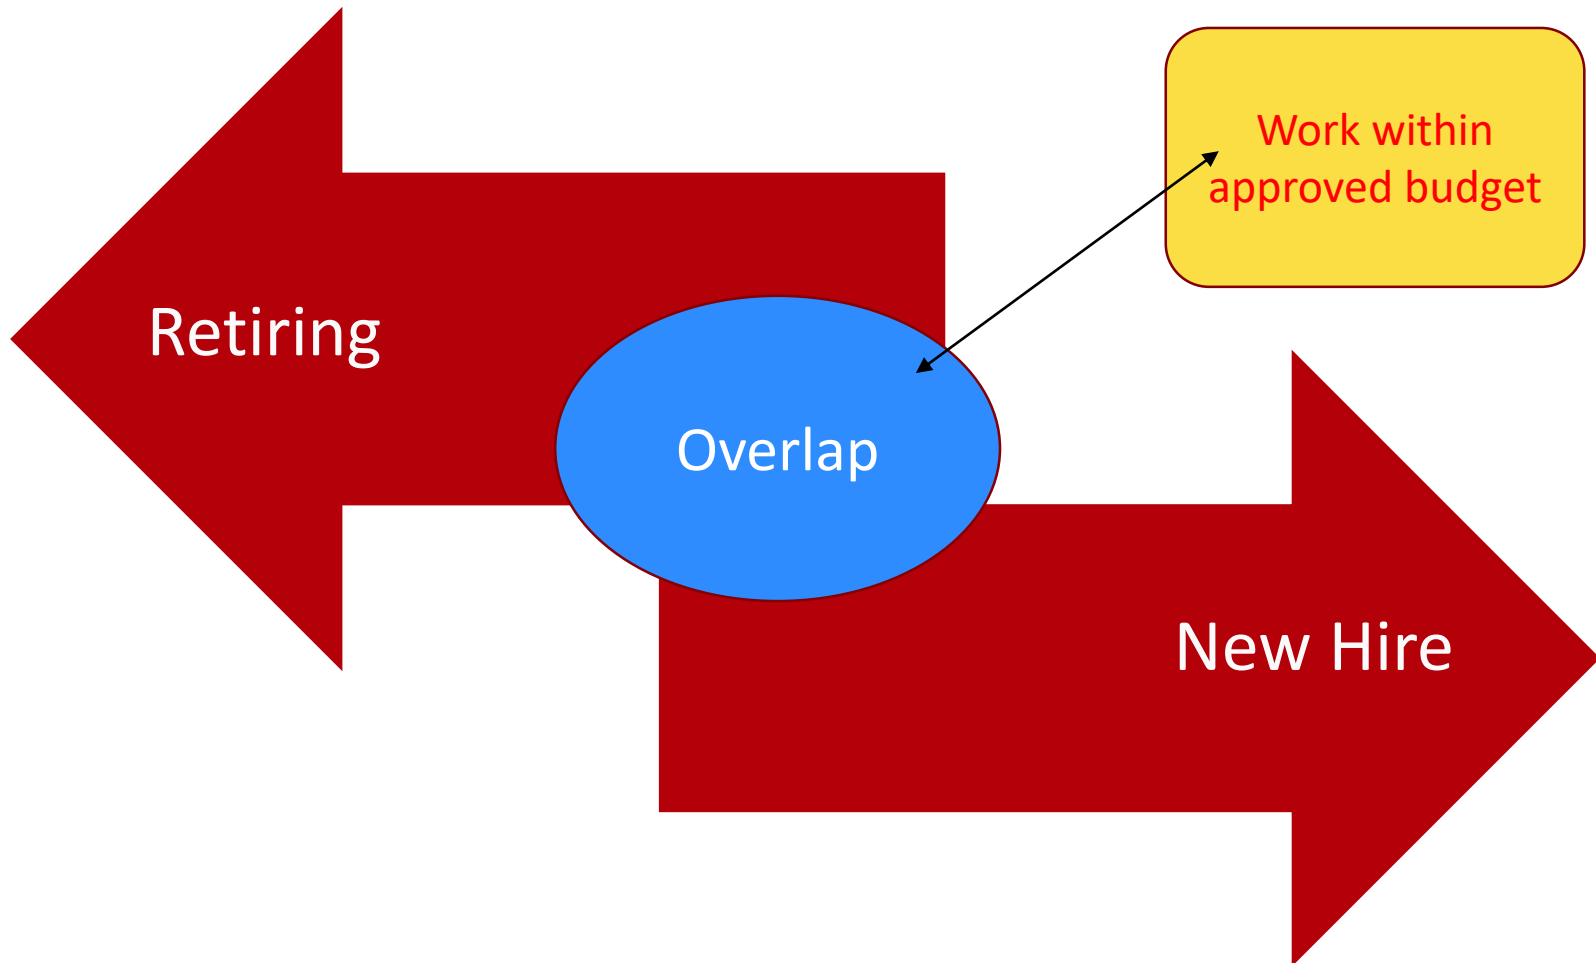 Work within
approved budget
Retiring
Overlap
New Hire